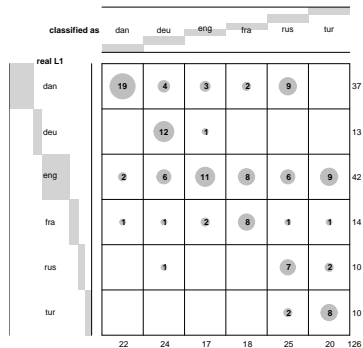 classified as dan deu eng fra rus tur
real L1
dan 19 4 3 2 9 37
deu 12 1 13
eng 2 6 11 8 6 9 42
fra 1 1 2 8 1 1 14
rus 1 7 2 10
tur 2 8 10
22 24 17 18 25 20 126